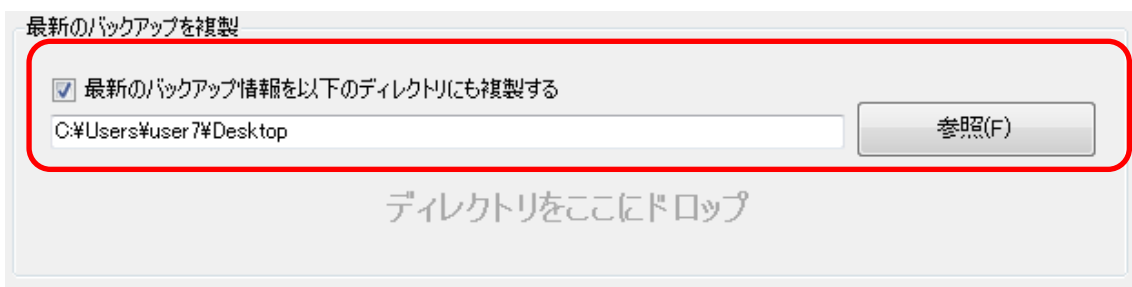 最新のバックアップを複製
最新のバックアップ情報を以下のディレクトリにも複製する
C:¥Users¥user7¥Desktop
参照(F)
ディレクトリをここにドロップ